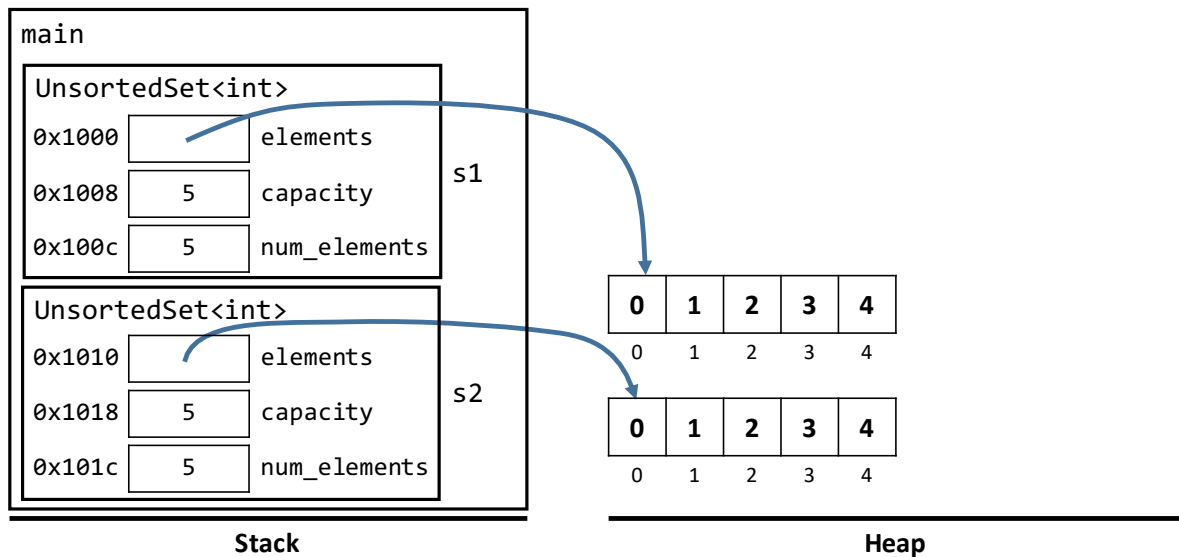 main
UnsortedSet<int>
0x1000 elements
0x1008 5 capacity
s1
0x100c 5 num_elements
UnsortedSet<int>
0x1010 elements
0x1018 5 capacity
s2
0x101c 5 num_elements
0 1 2 3 4
0 1 2 3 4
0 1 2 3 4
0 1 2 3 4
Stack
Heap